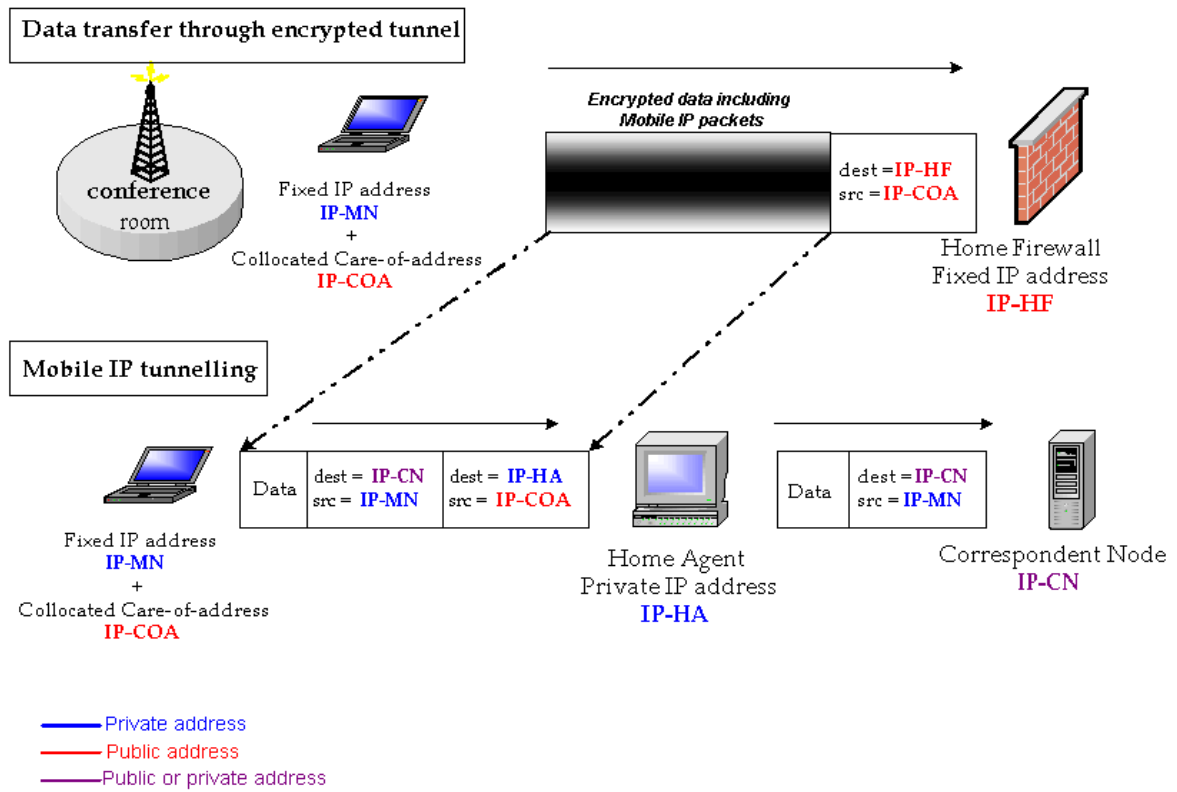 Data transfer through encrypted tunnel
Encrypted data including
Mobile IP packets
conference
room
Fixed IP address
IP-MN
+
Collocated Care-of-address
IP-COA
dest =IP-HF
src =IP-COA
Home Firewall
Fixed IP address
IP-HF
Mobile IP tunnelling
Data
dest = IP-CN
src = IP-MN
dest = IP-HA
src = IP-COA
Data
dest =IP-CN
src =IP-MN
Fixed IP address
IP-MN
+
Collocated Care-of-address
IP-COA
Home Agent
Private IP address
IP-HA
Correspondent Node
IP-CN
Private address
Public address
Public or private address